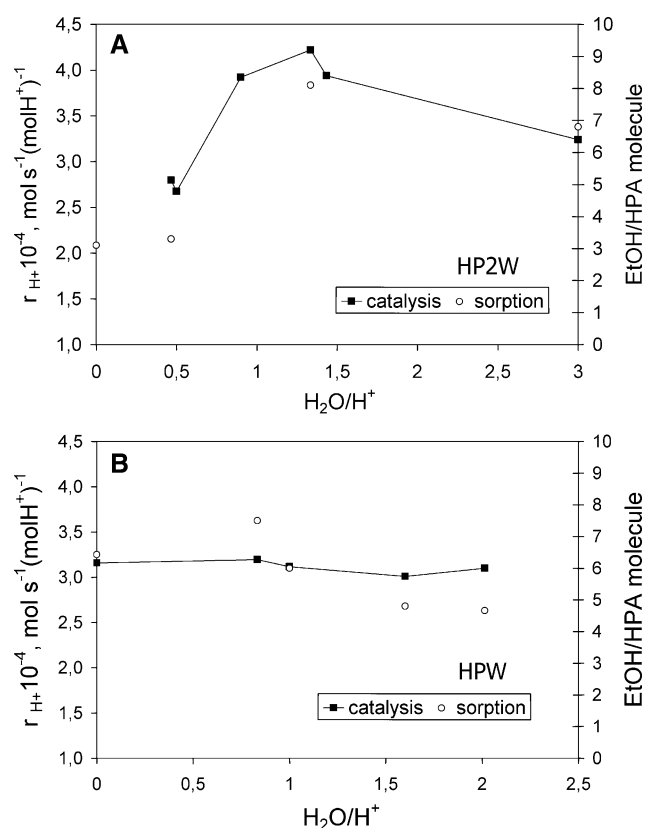 A
4,5
4,0
3,5
3,0
2,5
2,0
1,5
1,0
r H+10-4, mol s-1(molH+)-1
10
9
8
7
6
5
4
3
2
1
0
EtOH/HPA molecule
HP2W
catalysis sorption
0 0,5 1 1,5 2 2,5 3
H2O/H+
B
4,5
4,0
3,5
3,0
2,5
2,0
1,5
1,0
r H+10-4, mol s-1(molH+)-1
10
9
8
7
6
5
4
3
2
1
0
EtOH/HPA molecule
HPW
catalysis sorption
0 1 1,5 2 2,5
H2O/H+